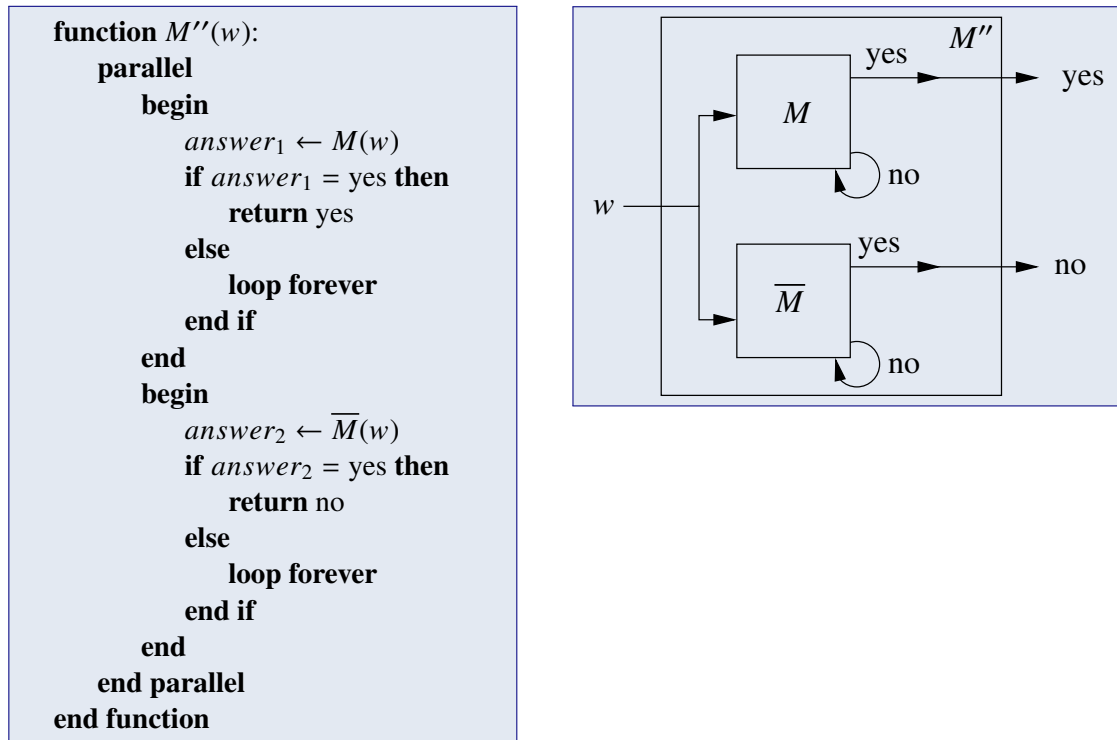 function M′′(w):
parallel
begin
answer₁ ← M(w)
if answer₁ = yes then
return yes
else
loop forever
end if
end
begin
answer₂ ← M̅(w)
if answer₂ = yes then
return no
else
loop forever
end if
end
end parallel
end function
M′′
yes
yes
M
no
w
yes
no
M̅
no